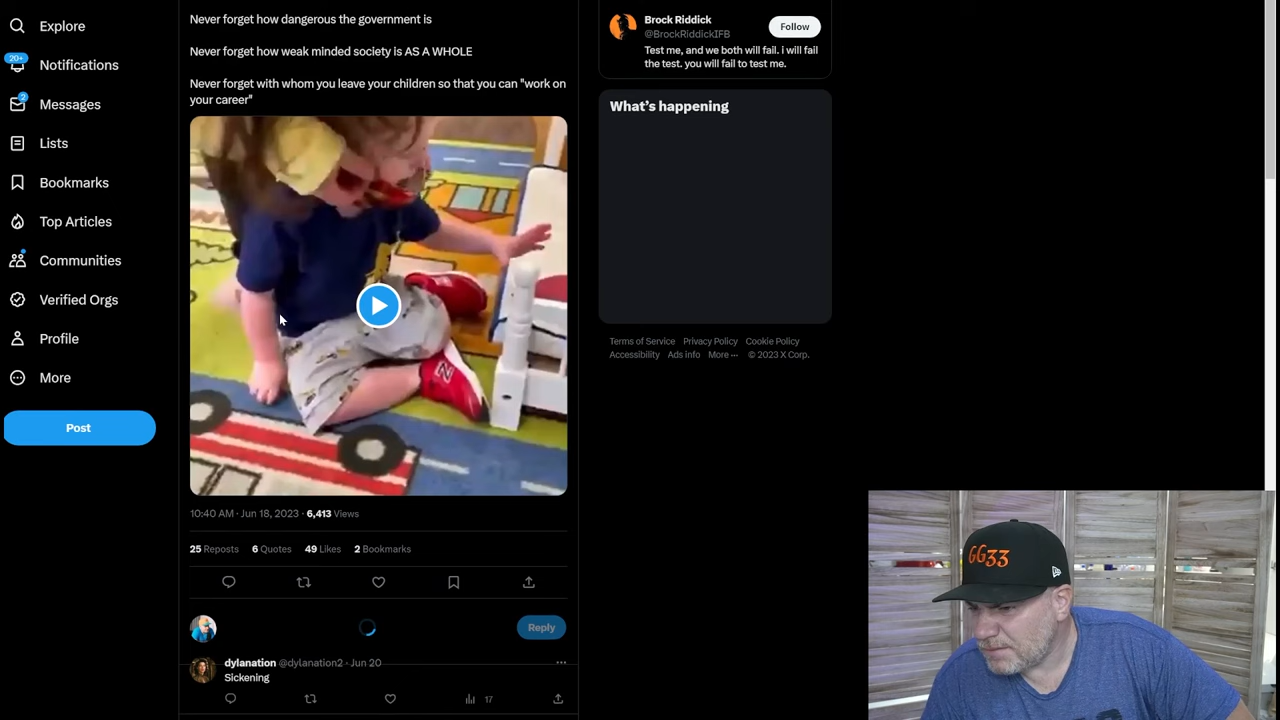 Explore
20+
Notifications
2
Messages
Lists
Bookmarks
Top Articles
Communities
Verified Orgs
Profile
More
Post
Never forget how dangerous the government is
Never forget how weak minded society is AS A WHOLE
Never forget with whom you leave your children so that you can "work on
your career"
N
10:40 AM · Jun 18, 2023 · 6,413 Views
25 Reposts 6 Quotes 49 Likes 2 Bookmarks
Reply
dylanation @dylanation2 · Jun 20
Sickening
17
Brock Riddick
@BrockRiddickIFB
Follow
Test me, and we both will fail. i will fail
the test. you will fail to test me.
What's happening
Terms of Service Privacy Policy Cookie Policy
Accessibility Ads info More ··· © 2023 X Corp.
GG33